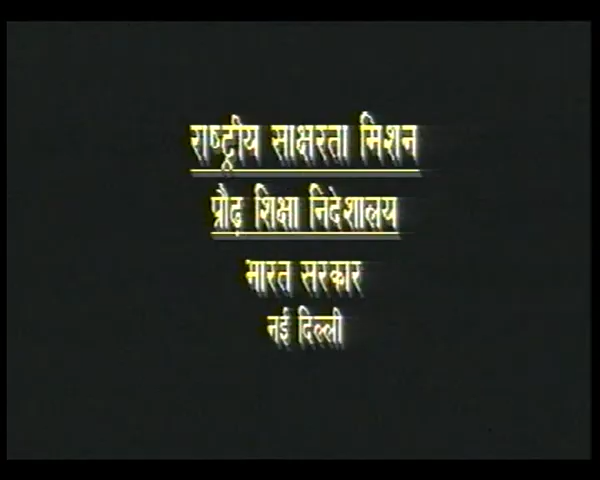 राष्ट्रीय साक्षरता मिशन
प्रौढ़ शिक्षा निदेशालय
भारत सरकार
नई दिल्ली